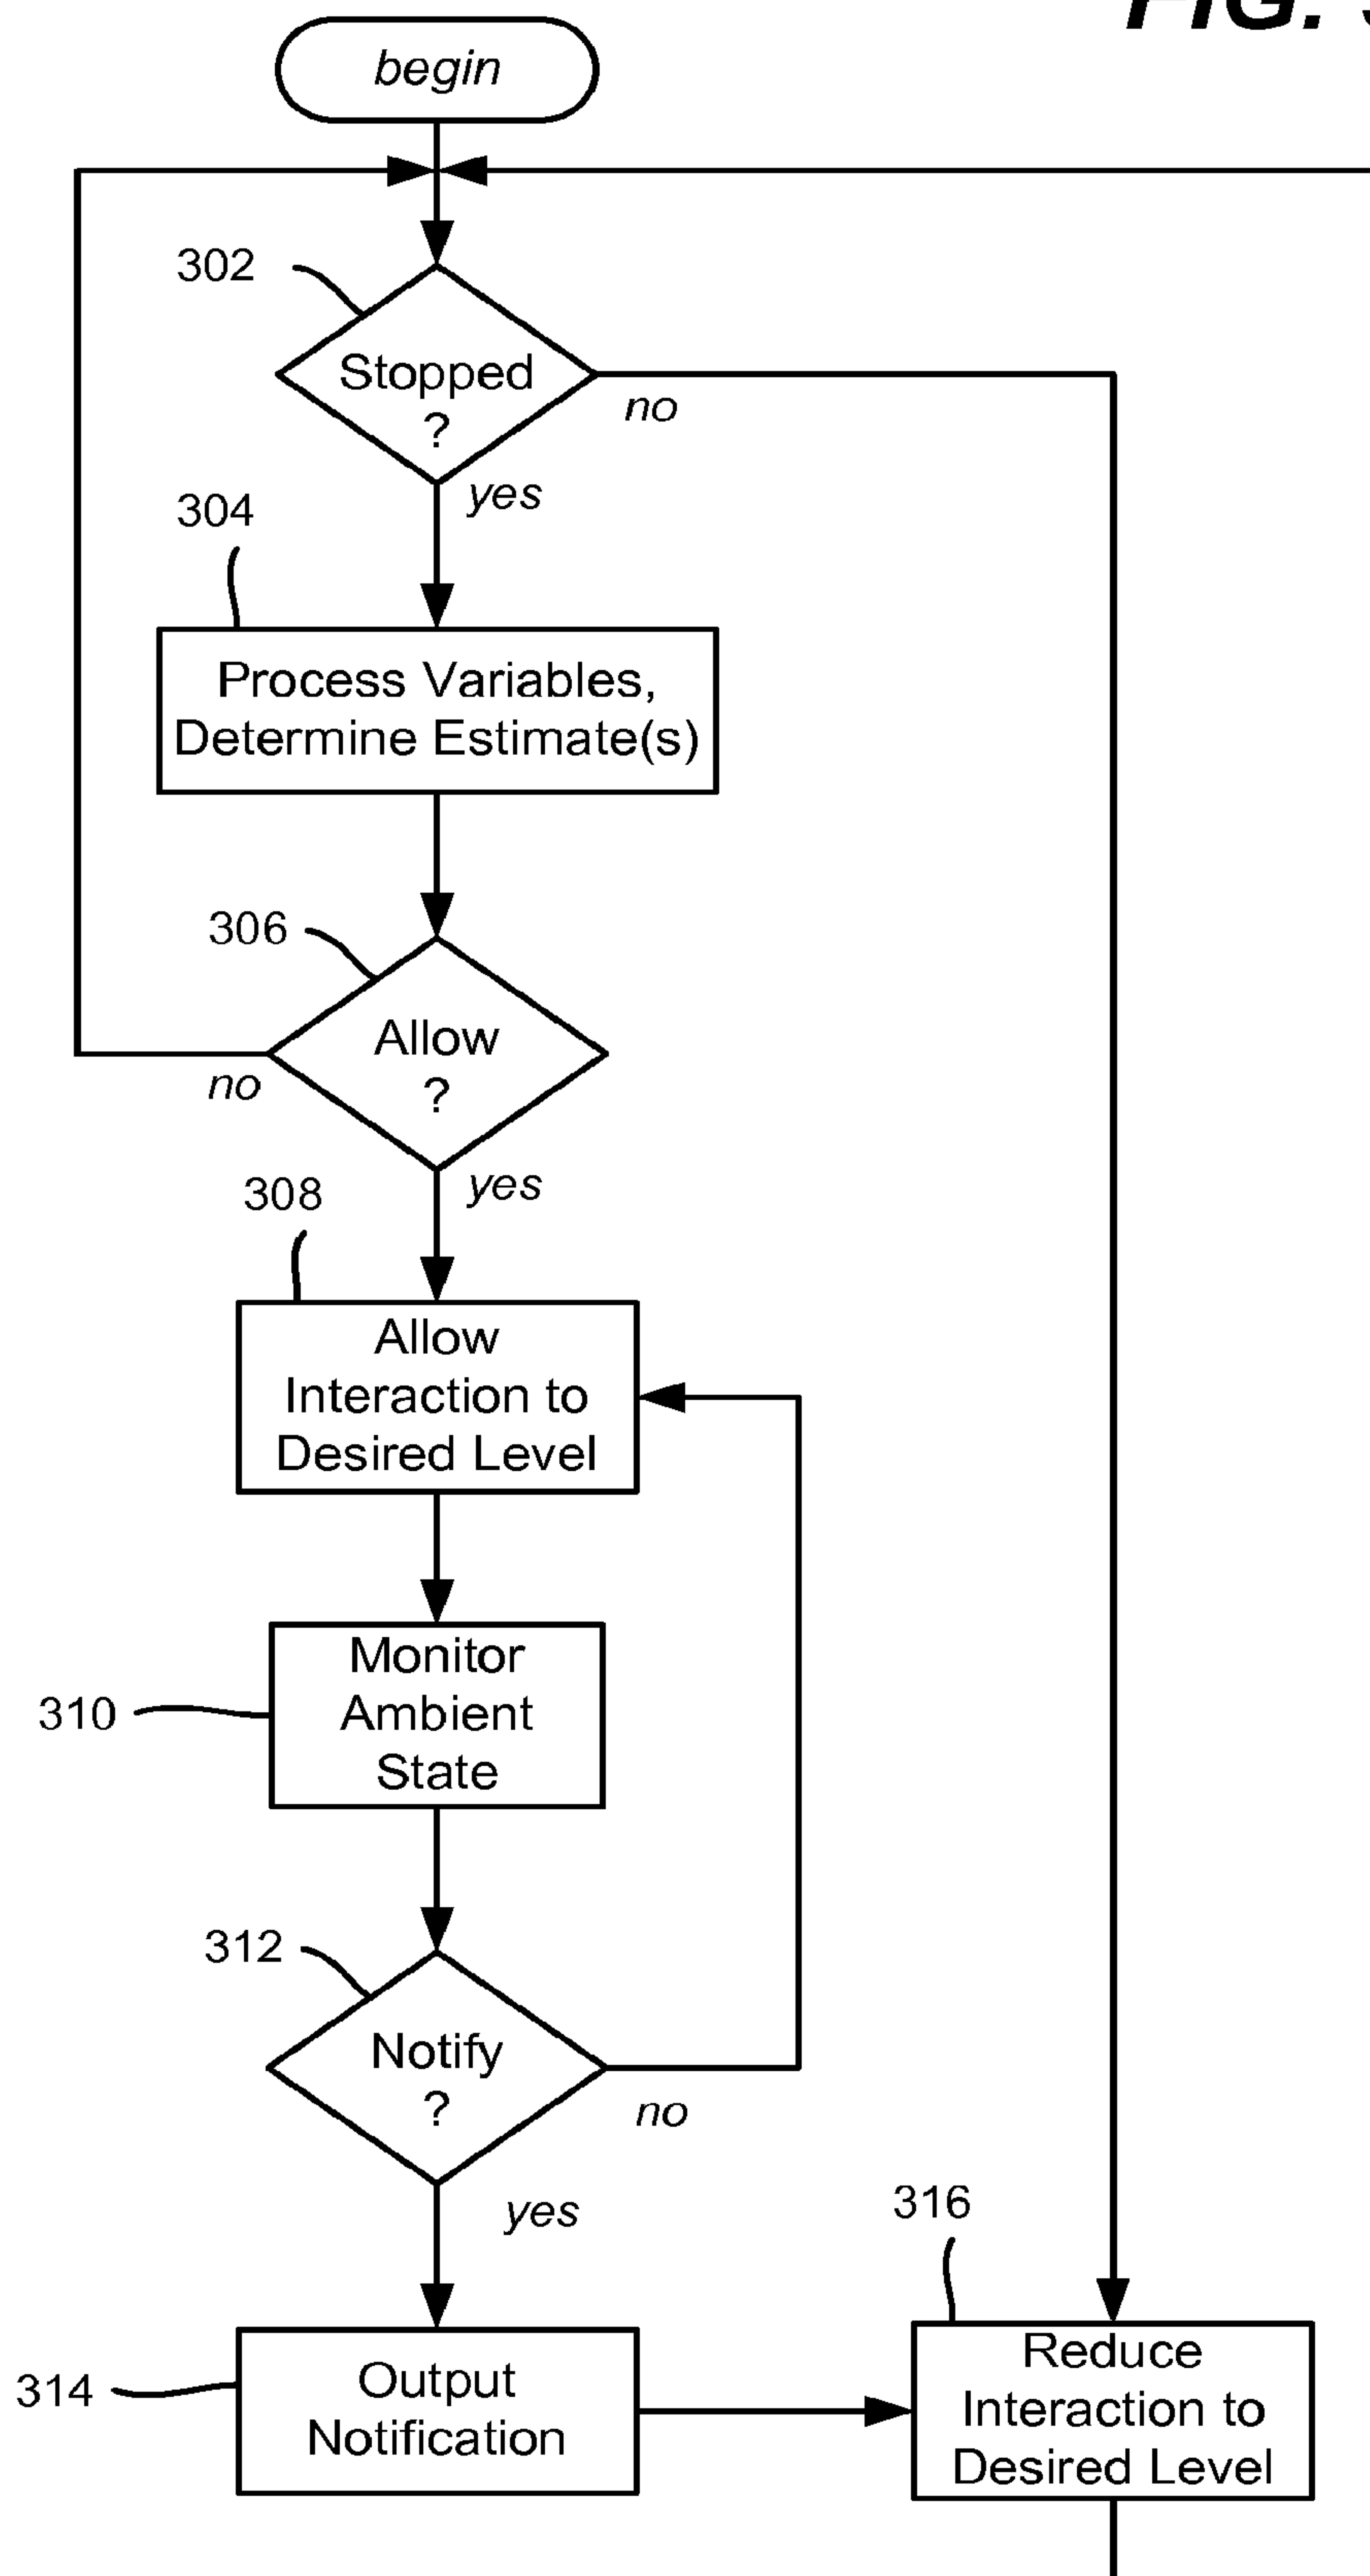 FIG.
begin
302
Stopped
?
no
yes
304
Process Variables,
Determine Estimate(s)
306
Allow
?
no
yes
308
Allow
Interaction to
Desired Level
310
Monitor
Ambient
State
312
Notify
?
no
yes
316
314
Output
Notification
Reduce
Interaction to
Desired Level